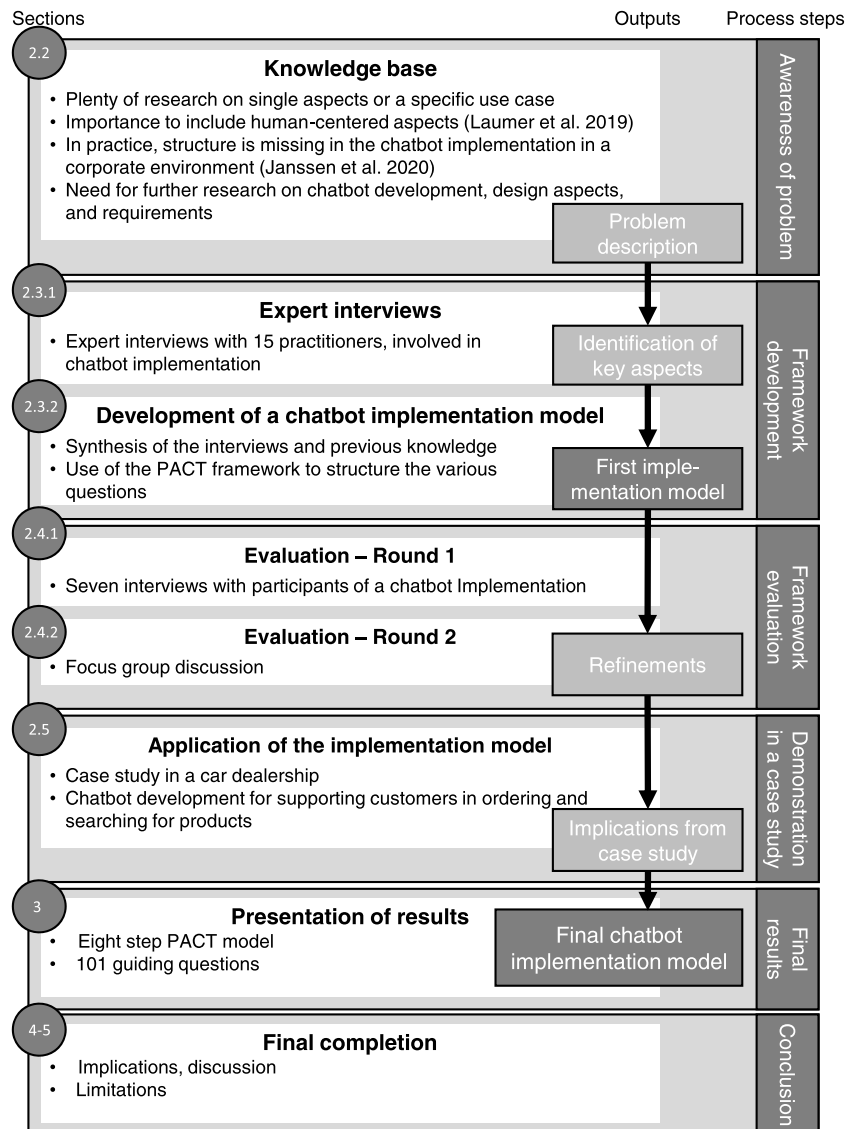 Sections
Outputs
Process steps
2.2
Knowledge base
• Plenty of research on single aspects or a specific use case
• Importance to include human-centered aspects (Laumer et al. 2019)
• In practice, structure is missing in the chatbot implementation in a
corporate environment (Janssen et al. 2020)
• Need for further research on chatbot development, design aspects,
and requirements
Problem
description
Awareness of problem
2.3.1
Expert interviews
• Expert interviews with 15 practitioners, involved in
chatbot implementation
Identification of
key aspects
Framework
development
2.3.2
Development of a chatbot implementation model
• Synthesis of the interviews and previous knowledge
• Use of the PACT framework to structure the various
questions
First imple-
mentation model
2.4.1
Evaluation – Round 1
• Seven interviews with participants of a chatbot Implementation
Framework
evaluation
2.4.2
Evaluation – Round 2
• Focus group discussion
Refinements
2.5
Application of the implementation model
• Case study in a car dealership
• Chatbot development for supporting customers in ordering and
searching for products
Implications from
case study
Demonstration
in a case study
3
Presentation of results
• Eight step PACT model
• 101 guiding questions
Final chatbot
implementation model
Final
results
4-5
Final completion
• Implications, discussion
• Limitations
Conclusion